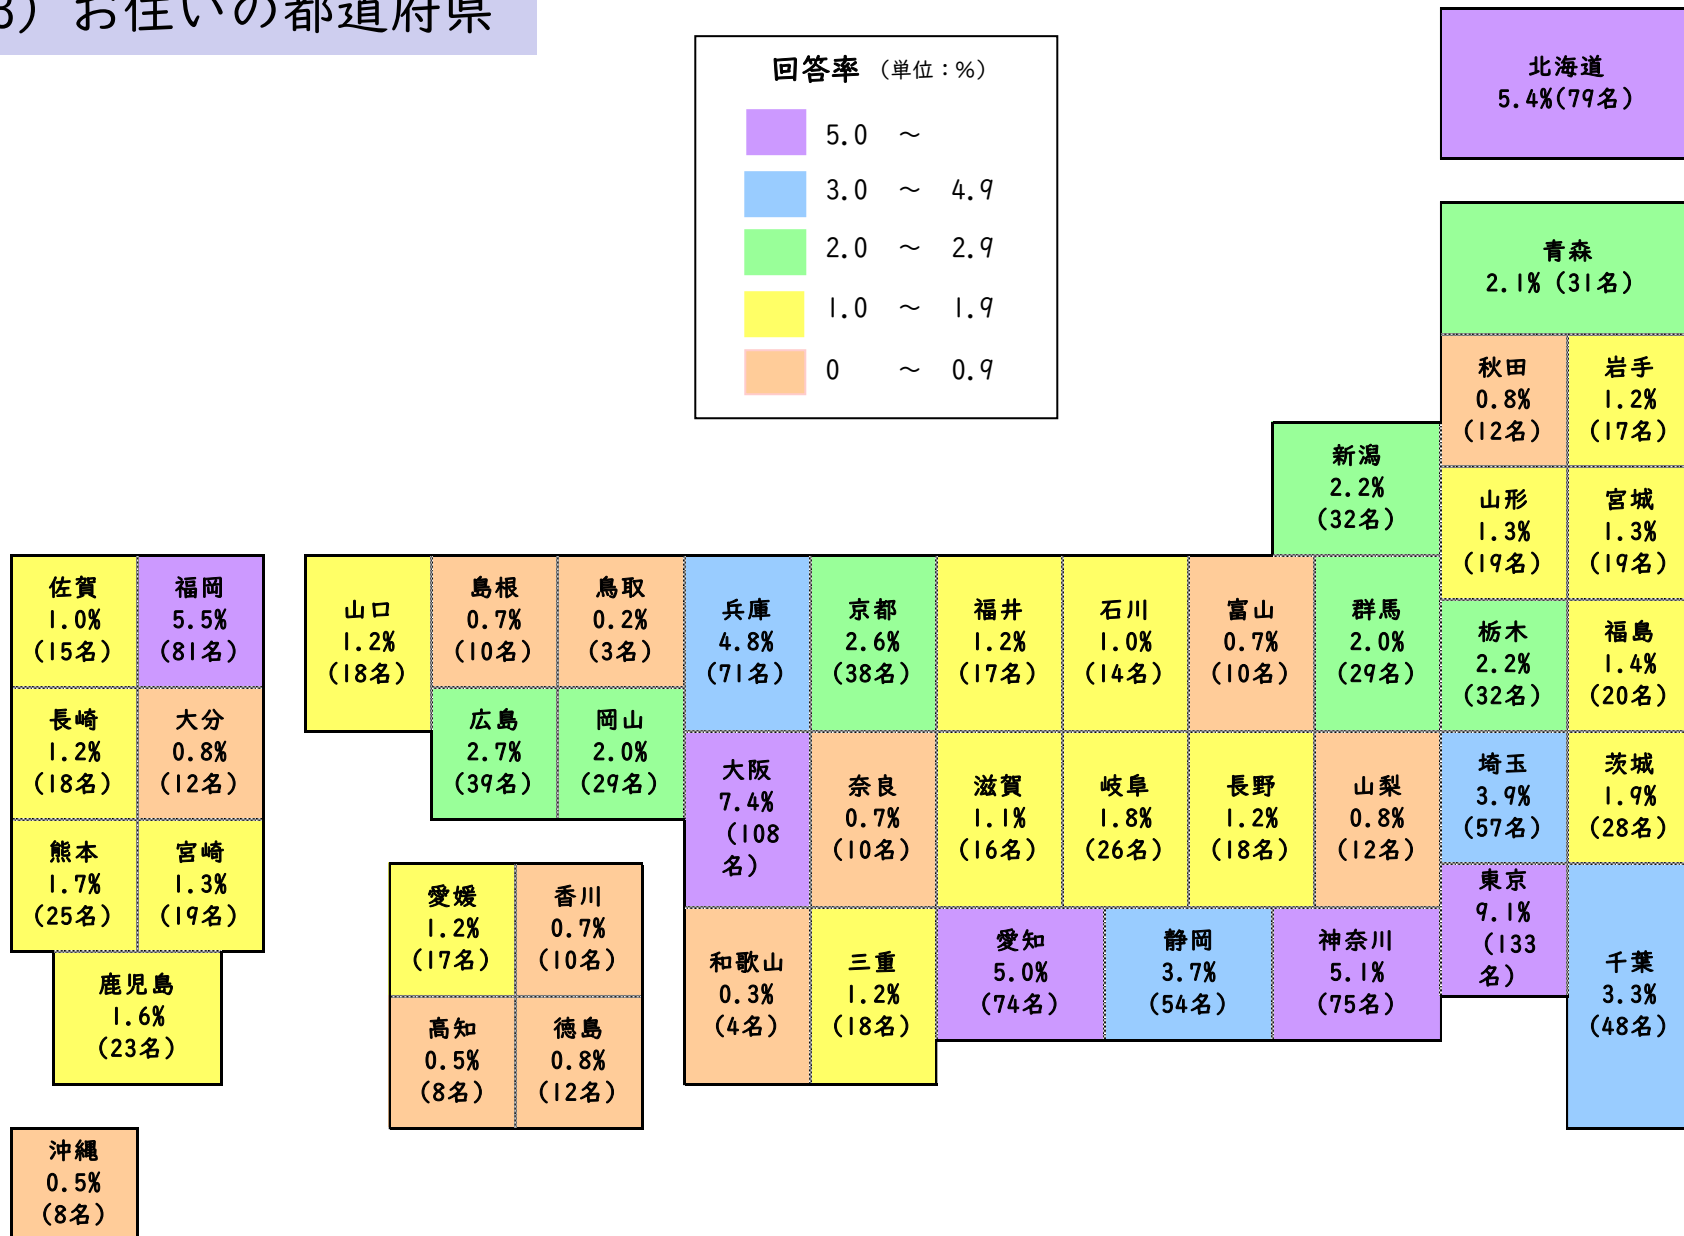 3）お住いの都道府県
回答率 （単位：%）
5.0 ～
3.0 ～ 4.9
2.0 ～ 2.9
1.0 ～ 1.9
0 ～ 0.9
北海道
5.4%(79名)
青森
2.1%（31名）
秋田
0.8%
(12名)
岩手
1.2%
(17名)
新潟
2.2%
(32名)
山形
1.3%
(19名)
宮城
1.3%
(19名)
佐賀
1.0%
(15名)
福岡
5.5%
(81名)
山口
1.2%
(18名)
島根
0.7%
(10名)
鳥取
0.2%
(3名)
兵庫
4.8%
(71名)
京都
2.6%
(38名)
福井
1.2%
(17名)
石川
1.0%
(14名)
富山
0.7%
(10名)
群馬
2.0%
(29名)
栃木
2.2%
(32名)
福島
1.4%
(20名)
長崎
1.2%
(18名)
大分
0.8%
(12名)
広島
2.7%
(39名)
岡山
2.0%
(29名)
大阪
7.4%
(108
名)
奈良
0.7%
(10名)
滋賀
1.1%
(16名)
岐阜
1.8%
(26名)
長野
1.2%
(18名)
山梨
0.8%
(12名)
埼玉
3.9%
(57名)
茨城
1.9%
(28名)
熊本
1.7%
(25名)
宮崎
1.3%
(19名)
愛媛
1.2%
(17名)
香川
0.7%
(10名)
和歌山
0.3%
(4名)
三重
1.2%
(18名)
愛知
5.0%
(74名)
静岡
3.7%
(54名)
神奈川
5.1%
(75名)
東京
9.1%
(133
名)
千葉
3.3%
(48名)
鹿児島
1.6%
(23名)
高知
0.5%
(8名)
徳島
0.8%
(12名)
沖縄
0.5%
(8名)